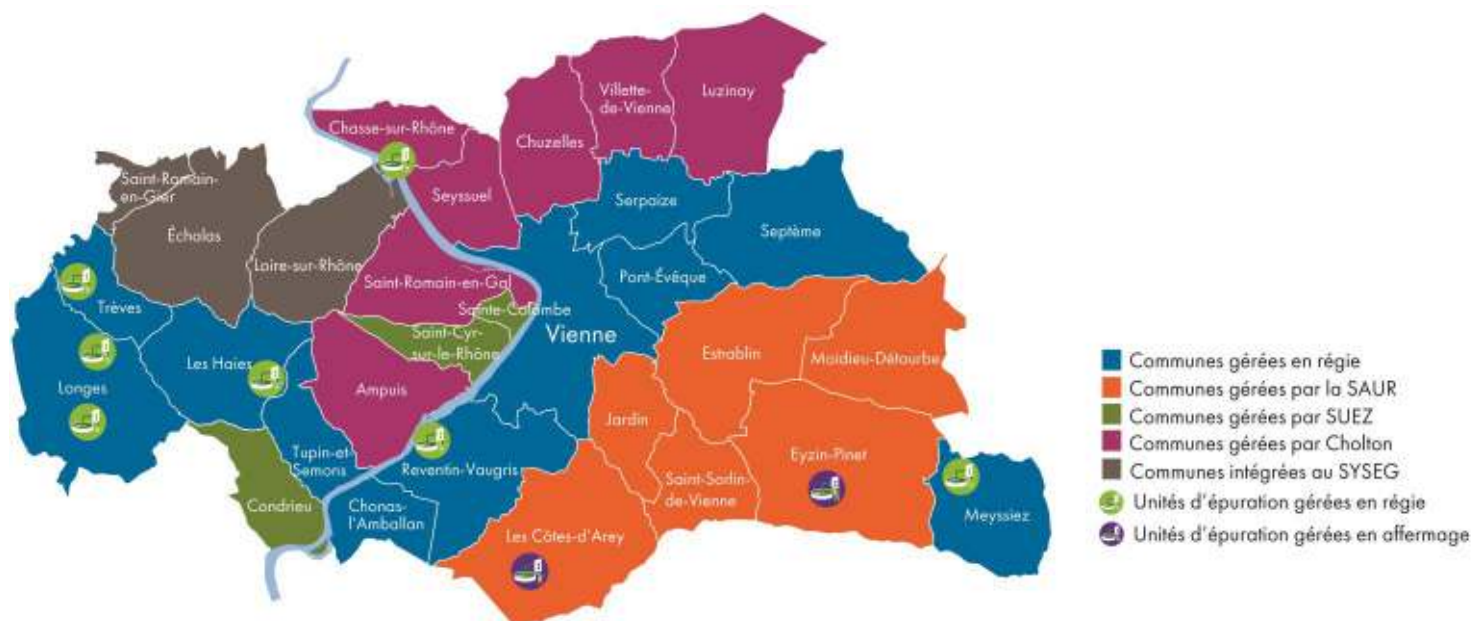 Luzinay
Villette-
de-Vienne
Chasse-sur-Rhône
Chuzelles
Saint-Romain-
en-Gier
Seyssuel
Serpaize
Échalas
Septème
Loire-sur-Rhône
Saint-Romain-en-Gal
Pont-Évêque
Trèves
Sainte-Colombe
Vienne
Saint-Cyr-
sur-le-Rhône
Les Haies
Estrablin
Moidieu-Détourbe
Longes
Ampuis
Jardin
Tupin-et-
Semons
Reventin-Vaugris
Eyzin-Pinet
Saint-Sorlin-
de-Vienne
Condrieu
Chonas-
l'Amballan
Meyssiez
Les Côtes-d'Arey
Communes gérées en régie
Communes gérées par la SAUR
Communes gérées par SUEZ
Communes gérées par Cholton
Communes intégrées au SYSEG
Unités d'épuration gérées en régie
Unités d'épuration gérées en affermage